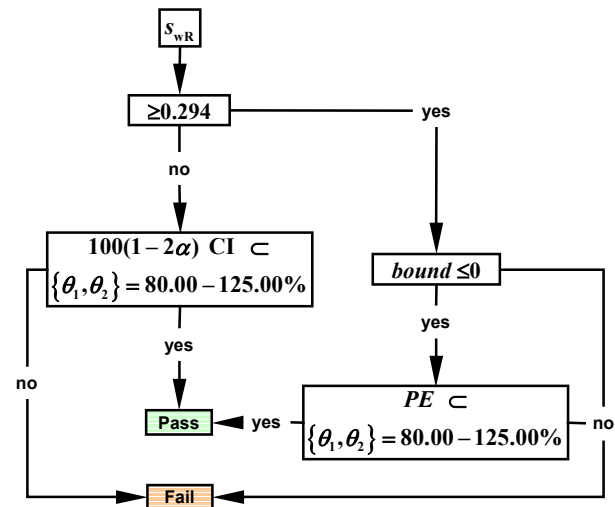 s_wR
≥0.294
yes
no
100(1 − 2α) CI ⊂
{θ₁,θ₂} = 80.00 − 125.00%
bound ≤0
yes
yes
no
PE ⊂
{θ₁,θ₂} = 80.00 − 125.00%
Pass
yes
no
Fail